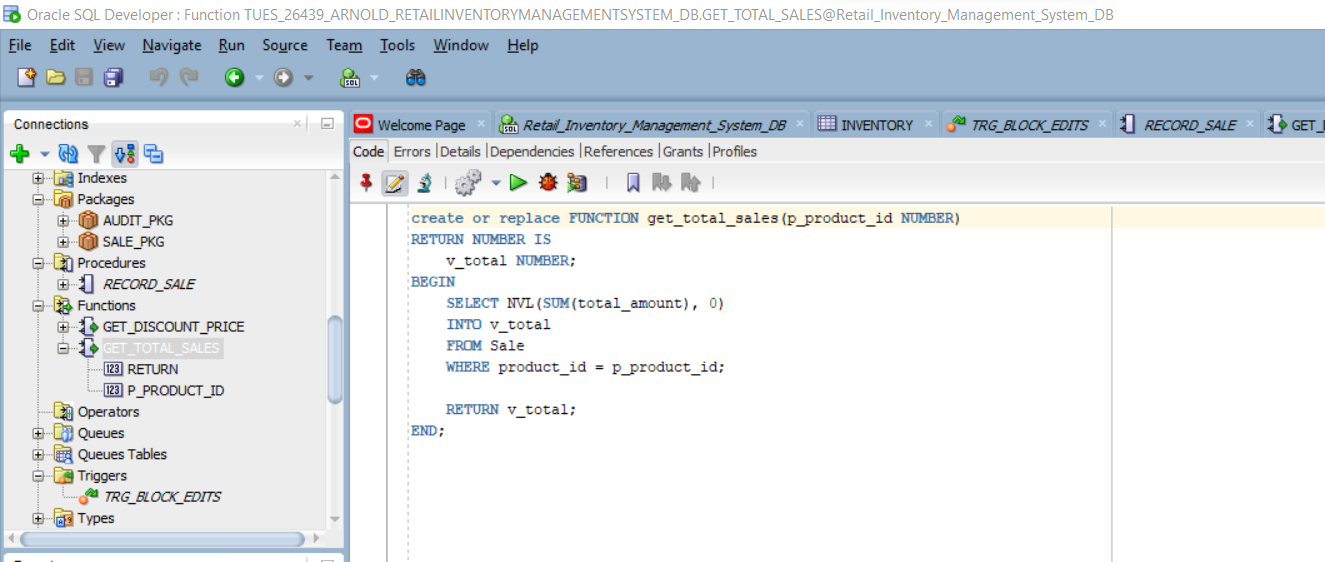 Oracle SQL Developer : Function TUES_26439_ARNOLD_RETAILINVENTORYMANAGEMENTSYSTEM_DB.GET_TOTAL_SALES@Retail_Inventory_Management_System_DB
File Edit View Navigate Run Source Team Tools Window Help
SQL
Connections
Welcome Page
SQL Retail_Inventory_Management_System_DB
INVENTORY
TRG_BLOCK_EDITS
RECORD_SALE
Code Errors Details Dependencies References Grants Profiles
Indexes
Packages
AUDIT_PKG
SALE_PKG
Procedures
RECORD_SALE
Functions
GET_DISCOUNT_PRICE
GET_TOTAL_SALES
123 RETURN
123 P_PRODUCT_ID
Operators
Queues
Queues Tables
Triggers
TRG_BLOCK_EDITS
Types
create or replace FUNCTION get_total_sales(p_product_id NUMBER)
RETURN NUMBER IS
v_total NUMBER;
BEGIN
SELECT NVL(SUM(total_amount), 0)
INTO v_total
FROM Sale
WHERE product_id = p_product_id;
RETURN v_total;
END;